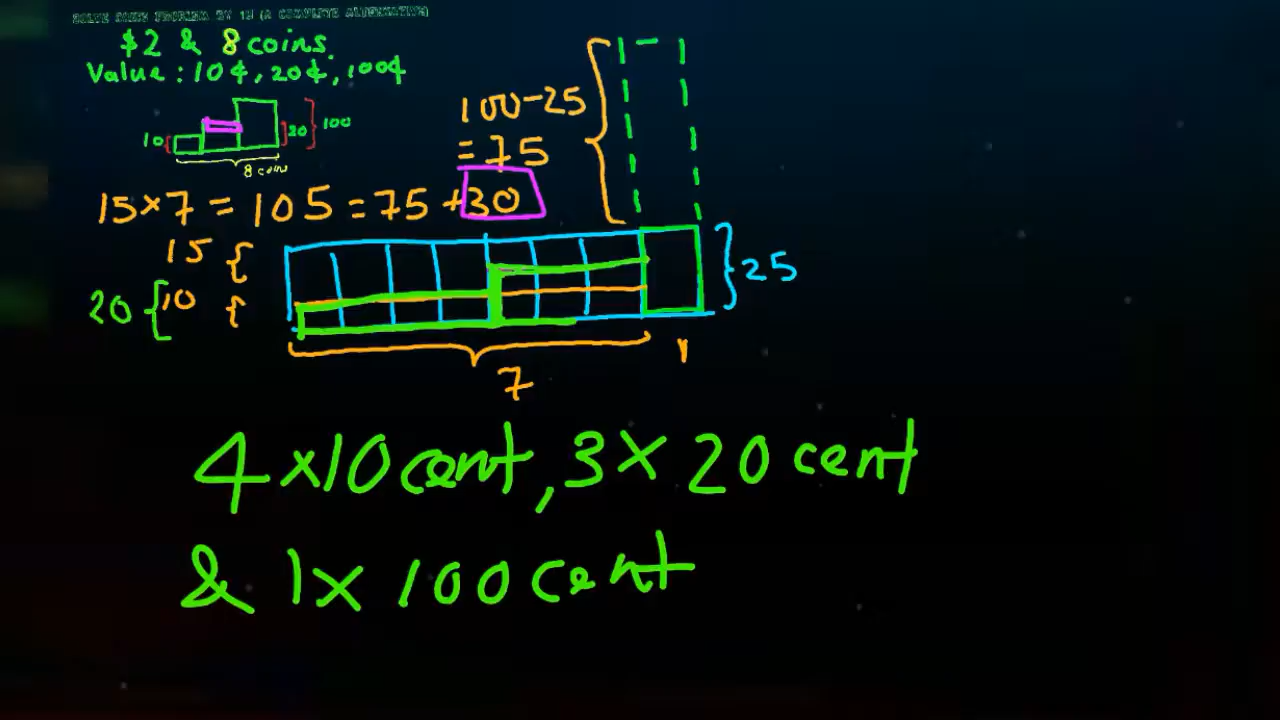 $2 & 8 coins.
Value : 10¢, 20¢, 100¢
10 20 100
8 coin
100-25
= 75
15×7 = 105 = 75 +30
15
20 10
25
7 1
4 ×10 cent, 3 × 20 cent
& 1 × 100 cent